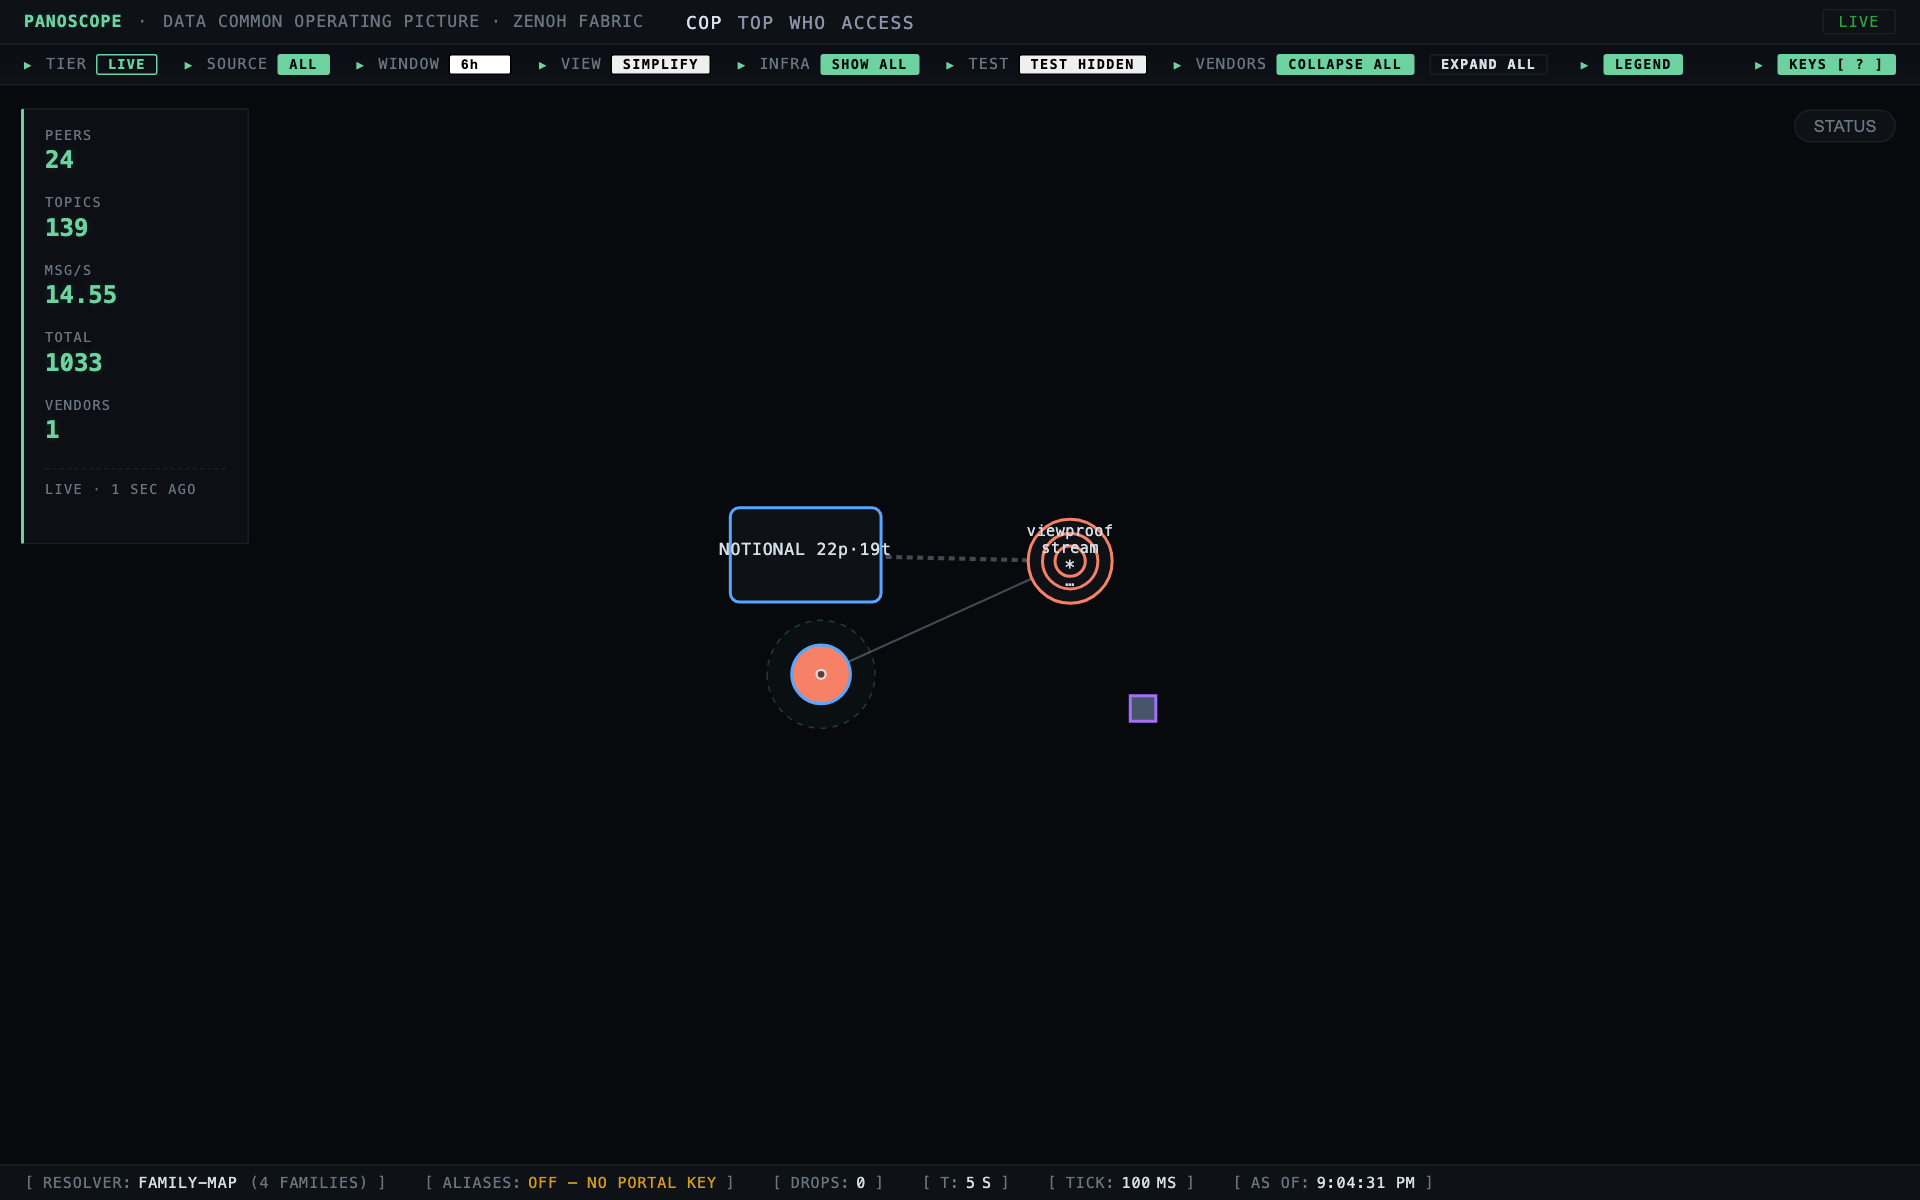 PANOSCOPE · DATA COMMON OPERATING PICTURE · ZENOH FABRIC COP TOP WHO ACCESS LIVE
▶ TIER LIVE ▶ SOURCE ALL ▶ WINDOW 6h ▶ VIEW SIMPLIFY ▶ INFRA SHOW ALL ▶ TEST TEST HIDDEN ▶ VENDORS COLLAPSE ALL EXPAND ALL ▶ LEGEND ▶ KEYS [ ? ]
STATUS
PEERS
24
TOPICS
139
MSG/S
14.55
TOTAL
1033
VENDORS
1
LIVE · 1 SEC AGO
NOTIONAL 22p·19t
viewproof
stream
*
…
[ RESOLVER: FAMILY-MAP (4 FAMILIES) ] [ ALIASES: OFF — NO PORTAL KEY ] [ DROPS: 0 ] [ T: 5 S ] [ TICK: 100 MS ] [ AS OF: 9:04:31 PM ]